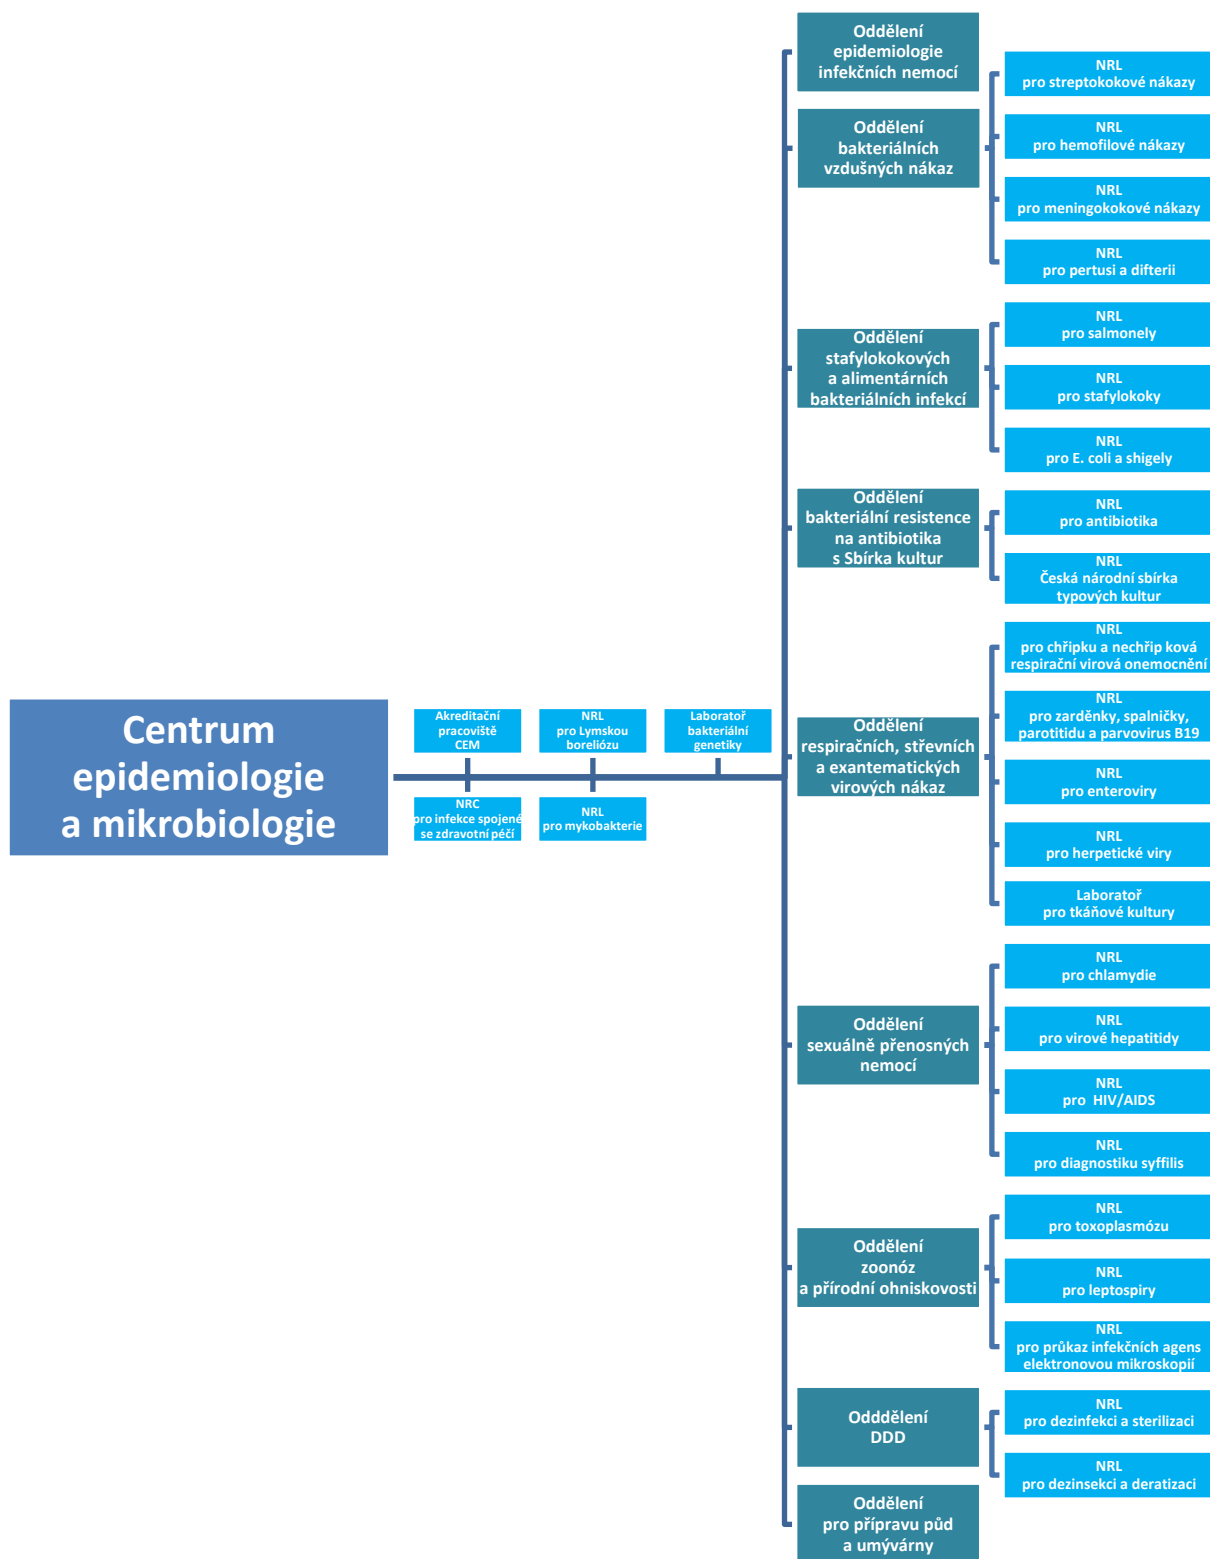 Centrum
epidemiologie
a mikrobiologie
Akreditační
pracoviště
CEM
NRL
pro Lymskou
boreliózu
Laboratoř
bakteriální
genetiky
NRC
pro infekce spojené
se zdravotní péčí
NRL
pro mykobakterie
Oddělení
epidemiologie
infekčních nemocí
Oddělení
bakteriálních
vzdušných nákaz
NRL
pro streptokokové nákazy
NRL
pro hemofilové nákazy
NRL
pro meningokokové nákazy
NRL
pro pertusi a difterii
Oddělení
stafylokokových
a alimentárních
bakteriálních infekcí
NRL
pro salmonely
NRL
pro stafylokoky
NRL
pro E. coli a shigely
Oddělení
bakteriální resistence
na antibiotika
s Sbírka kultur
NRL
pro antibiotika
NRL
Česká národní sbírka
typových kultur
Oddělení
respiračních, střevních
a exantematických
virových nákaz
NRL
pro chřipku a nechřip ková
respirační virová onemocnění
NRL
pro zarděnky, spalničky,
parotitidu a parvovirus B19
NRL
pro enteroviry
NRL
pro herpetické viry
Laboratoř
pro tkáňové kultury
Oddělení
sexuálně přenosných
nemocí
NRL
pro chlamydie
NRL
pro virové hepatitidy
NRL
pro HIV/AIDS
NRL
pro diagnostiku syffilis
Oddělení
zoonóz
a přírodní ohniskovosti
NRL
pro toxoplasmózu
NRL
pro leptospiry
NRL
pro průkaz infekčních agens
elektronovou mikroskopií
Odddělení
DDD
NRL
pro dezinfekci a sterilizaci
NRL
pro dezinsekci a deratizaci
Oddělení
pro přípravu půd
a umývárny